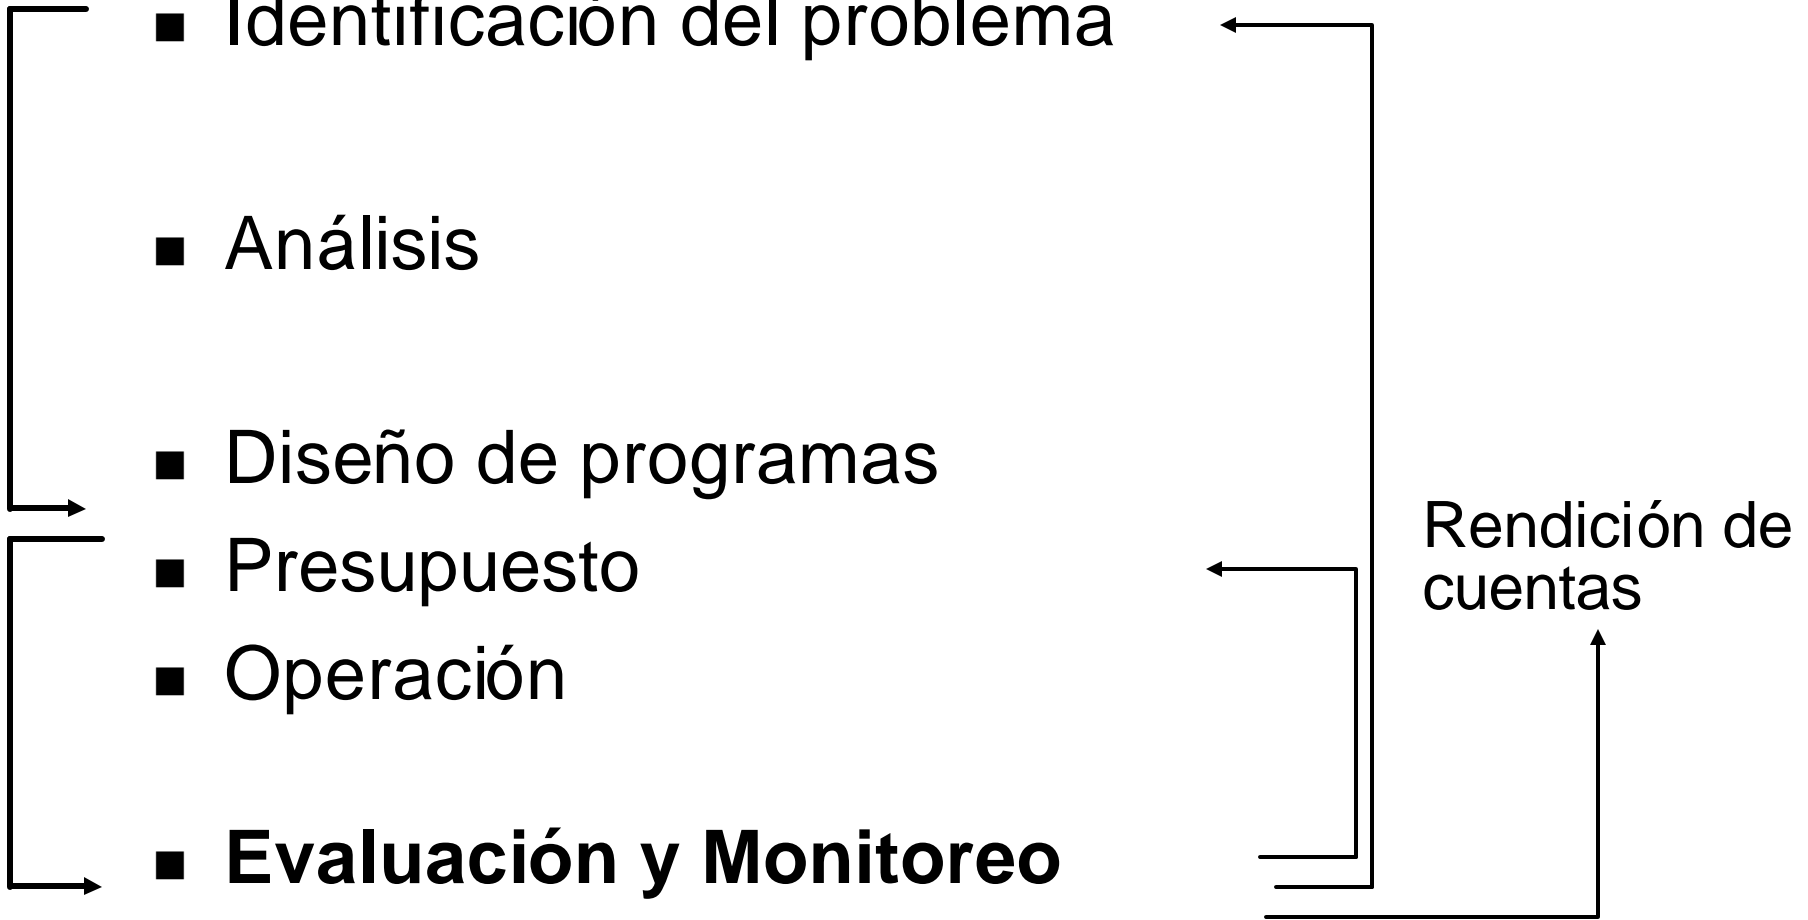 ■ Identificación del problema
■ Análisis
■ Diseño de programas
■ Presupuesto
■ Operación
■ Evaluación y Monitoreo
Rendición de
cuentas